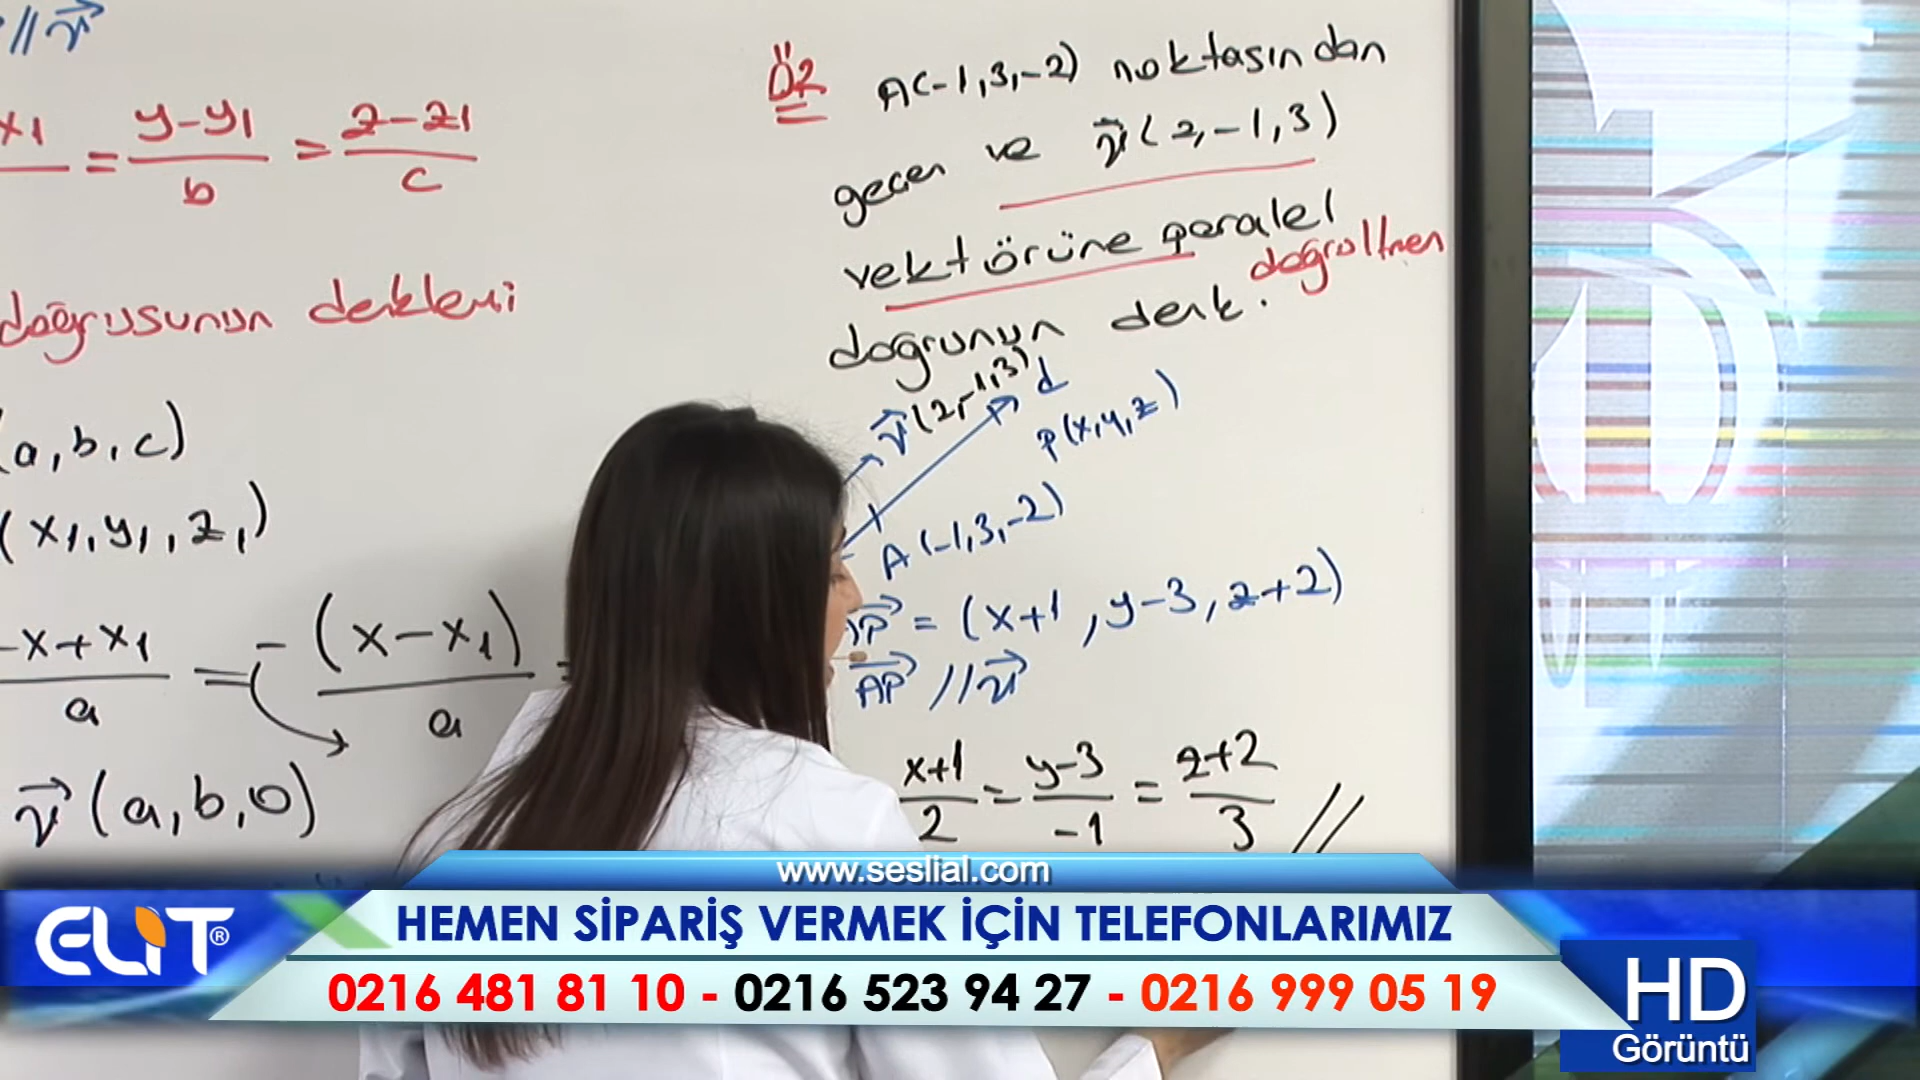 // v
x1 = y-y1 / b = z-z1 / c
doğrusunun denklemi
(a, b, c)
(x1, y1, z1)
-x+x1 / a = -(x-x1) / a =
v (a, b, 0)
Ö2 A(-1,3,-2) noktasından
geçen ve v(2,-1,3)
vektörüne paralel
doğrultman
doğrunun denk.
v(2,-1,3) d
P(x,y,z)
A(-1,3,-2)
AP = (x+1, y-3, z+2)
AP // v
x+1 / 2 = y-3 / -1 = z+2 / 3 //
www.seslial.com
ELİT®
HEMEN SİPARİŞ VERMEK İÇİN TELEFONLARIMIZ
0216 481 81 10 - 0216 523 94 27 - 0216 999 05 19
HD
Görüntü